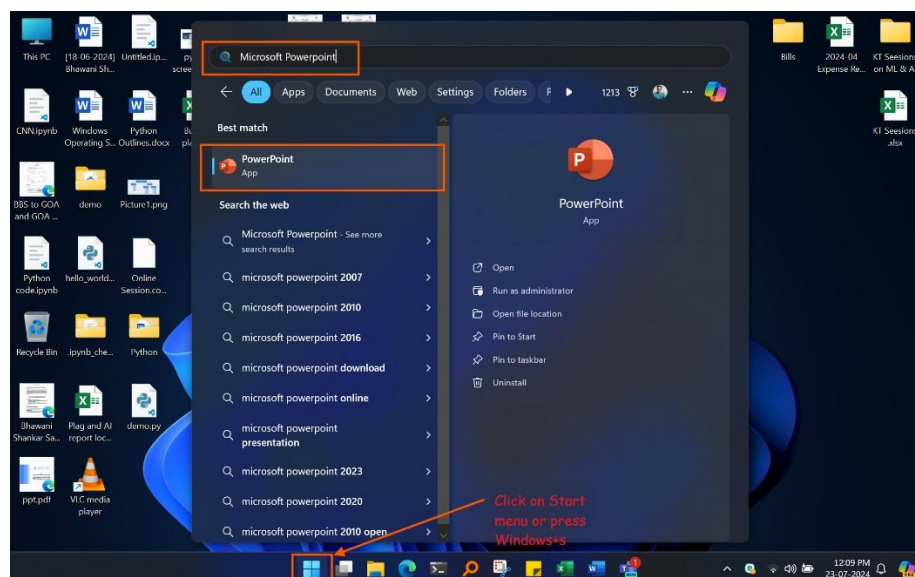 Microsoft Powerpoint
All Apps Documents Web Settings Folders 1213
Best match
PowerPoint
App
Search the web
Microsoft Powerpoint - See more
search results
microsoft powerpoint 2007
microsoft powerpoint 2010
microsoft powerpoint 2016
microsoft powerpoint download
microsoft powerpoint online
microsoft powerpoint
presentation
microsoft powerpoint 2023
microsoft powerpoint 2020
microsoft powerpoint 2010 open
PowerPoint
App
Open
Run as administrator
Open file location
Pin to Start
Pin to taskbar
Uninstall
Click on Start
menu or press
Windows+s
This PC
[18-06-2024]
Bhawani Sh...
Untitled.ip...
CNN.ipynb
Windows
Operating S...
Python
Outlines.docx
BBS to GOA
and GOA ...
demo
Picture1.png
Python
code.ipynb
hello_world...
Online
Session.co...
Recycle Bin
.ipynb_che...
Python
Bhawani
Shankar Sa...
Plag and AI
report loc...
demo.py
ppt.pdf
VLC media
player
Bills
2024-04
Expense Re...
KT Seesion
on ML & A
KT Seesion
.xlsx
12:09 PM
23-07-2024